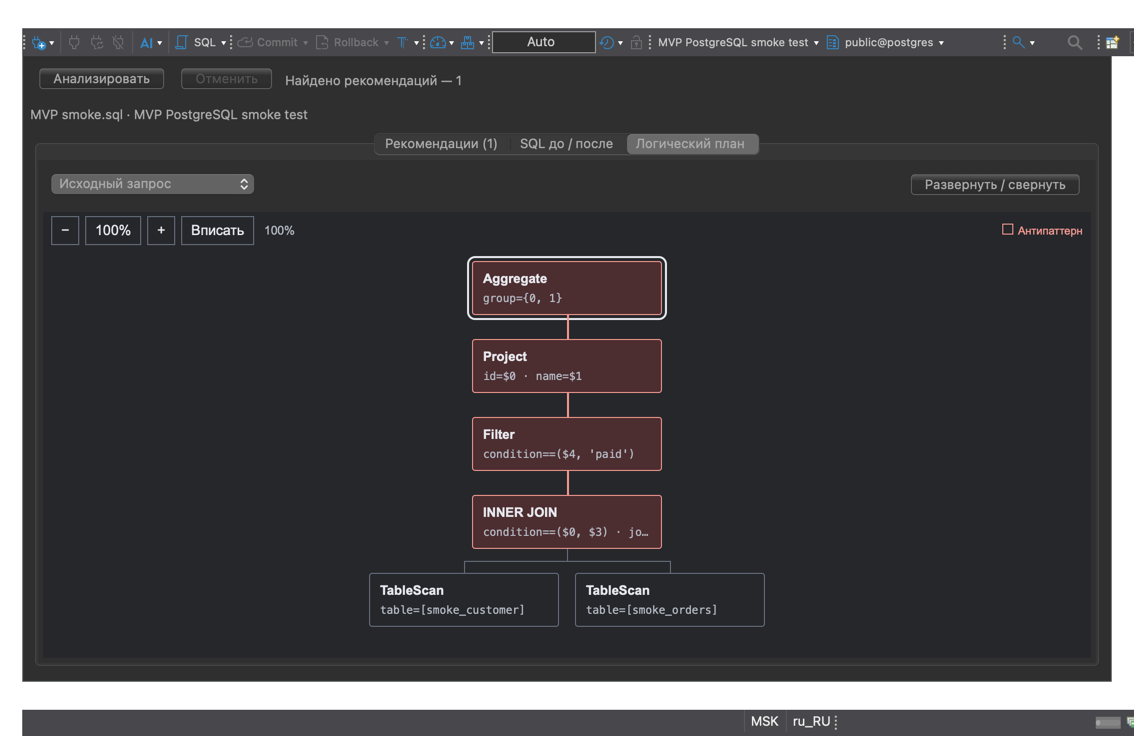 AI SQL Commit Rollback T Auto MVP PostgreSQL smoke test public@postgres
Анализировать Отменить Найдено рекомендаций — 1
MVP smoke.sql · MVP PostgreSQL smoke test
Рекомендации (1) SQL до / после Логический план
Исходный запрос Развернуть / свернуть
− 100% + Вписать 100% Антипаттерн
Aggregate
group={0, 1}
Project
id=$0 · name=$1
Filter
condition==($4, 'paid')
INNER JOIN
condition==($0, $3) · jo…
TableScan TableScan
table=[smoke_customer] table=[smoke_orders]
MSK ru_RU